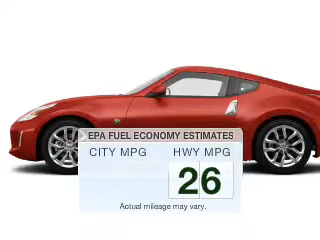 EPA FUEL ECONOMY ESTIMATES
CITY MPG HWY MPG
26
Actual mileage may vary.